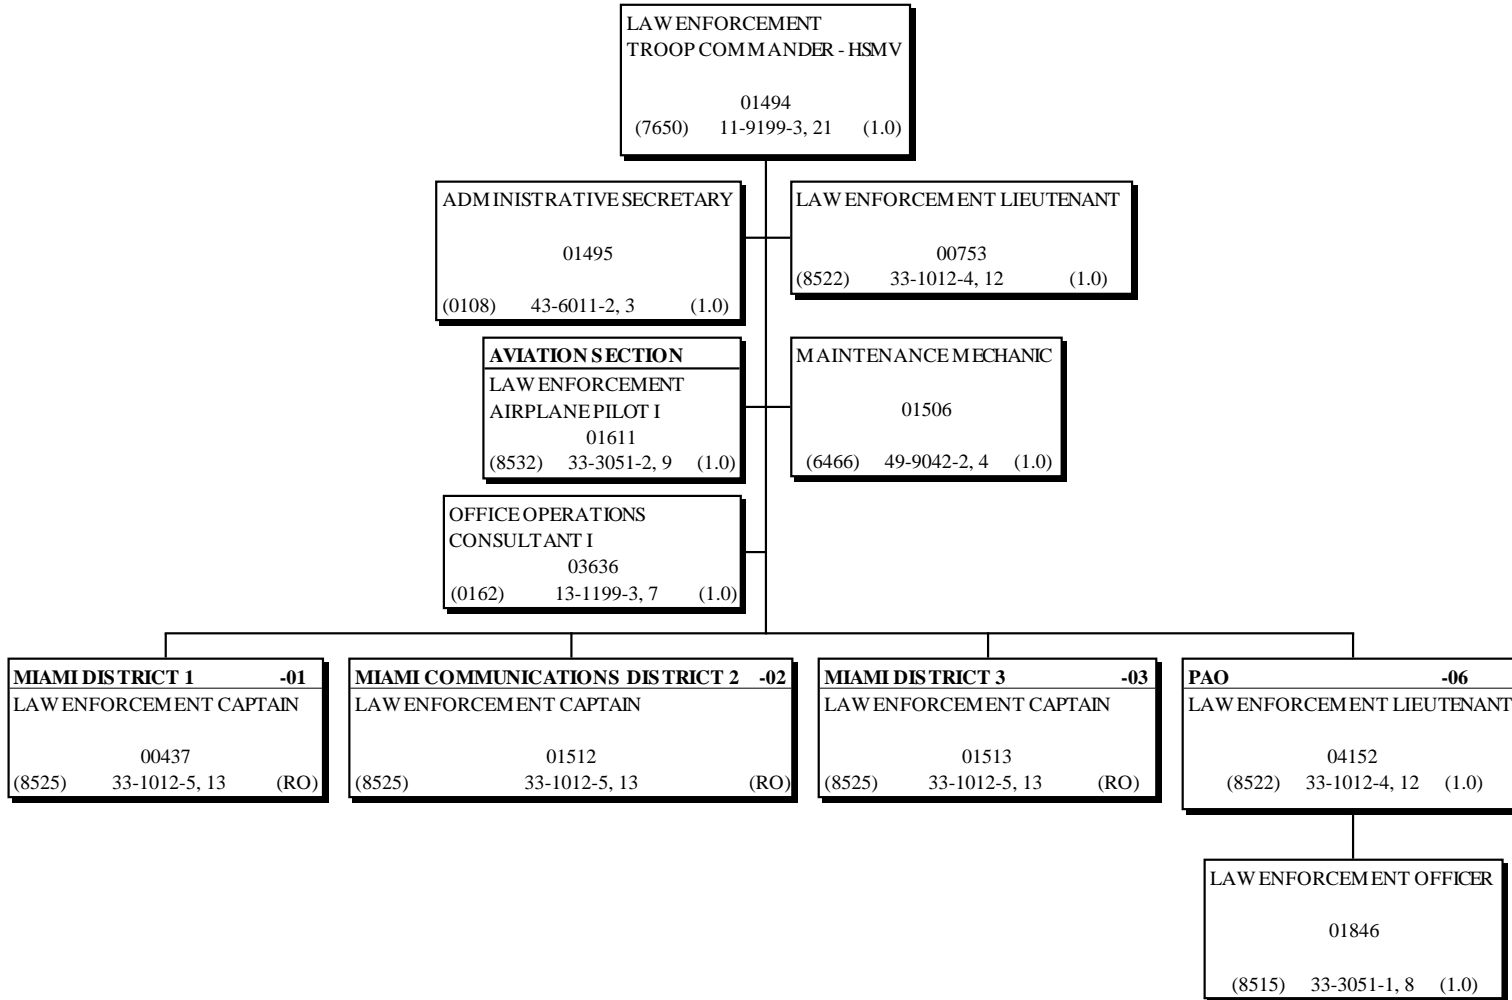 LAW ENFORCEMENT
TROOP COMMANDER - HSMV
01494
(7650) 11-9199-3, 21 (1.0)
ADMINISTRATIVE SECRETARY
01495
(0108) 43-6011-2, 3 (1.0)
LAW ENFORCEMENT LIEUTENANT
00753
(8522) 33-1012-4, 12 (1.0)
AVIATION SECTION
LAW ENFORCEMENT
AIRPLANE PILOT I
01611
(8532) 33-3051-2, 9 (1.0)
MAINTENANCE MECHANIC
01506
(6466) 49-9042-2, 4 (1.0)
OFFICE OPERATIONS
CONSULTANT I
03636
(0162) 13-1199-3, 7 (1.0)
MIAMI DISTRICT 1 -01
LAW ENFORCEMENT CAPTAIN
00437
(8525) 33-1012-5, 13 (RO)
MIAMI COMMUNICATIONS DISTRICT 2 -02
LAW ENFORCEMENT CAPTAIN
01512
(8525) 33-1012-5, 13 (RO)
MIAMI DISTRICT 3 -03
LAW ENFORCEMENT CAPTAIN
01513
(8525) 33-1012-5, 13 (RO)
PAO -06
LAW ENFORCEMENT LIEUTENANT
04152
(8522) 33-1012-4, 12 (1.0)
LAW ENFORCEMENT OFFICER
01846
(8515) 33-3051-1, 8 (1.0)